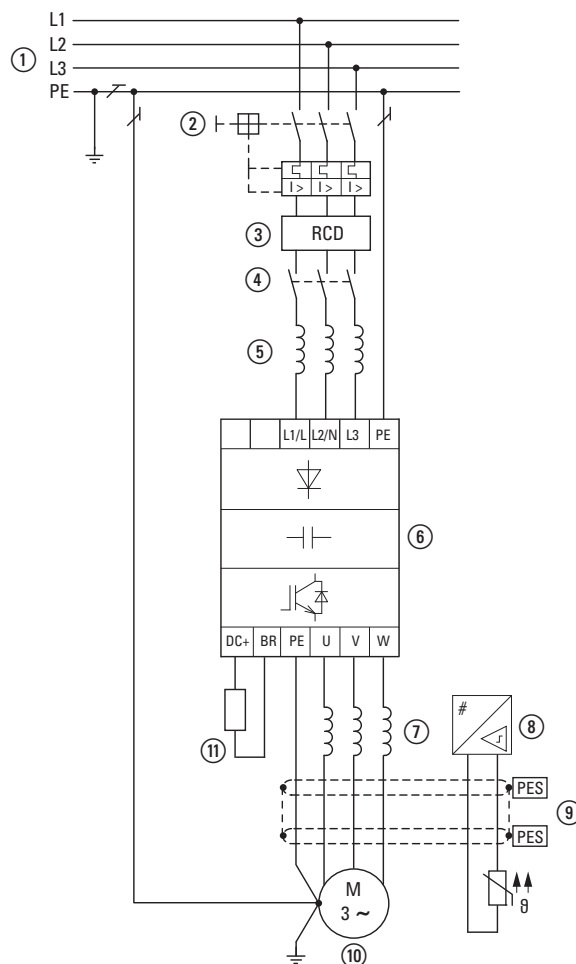 L1
L2
① L3
PE
②
I > I > I >
③ RCD
④
⑤
L1/L L2/N L3 PE
⑥
DC+ BR PE U V W
#
⑦ ⑧
⑪
PES
⑨
PES
M
3 ~
ϑ
⑩